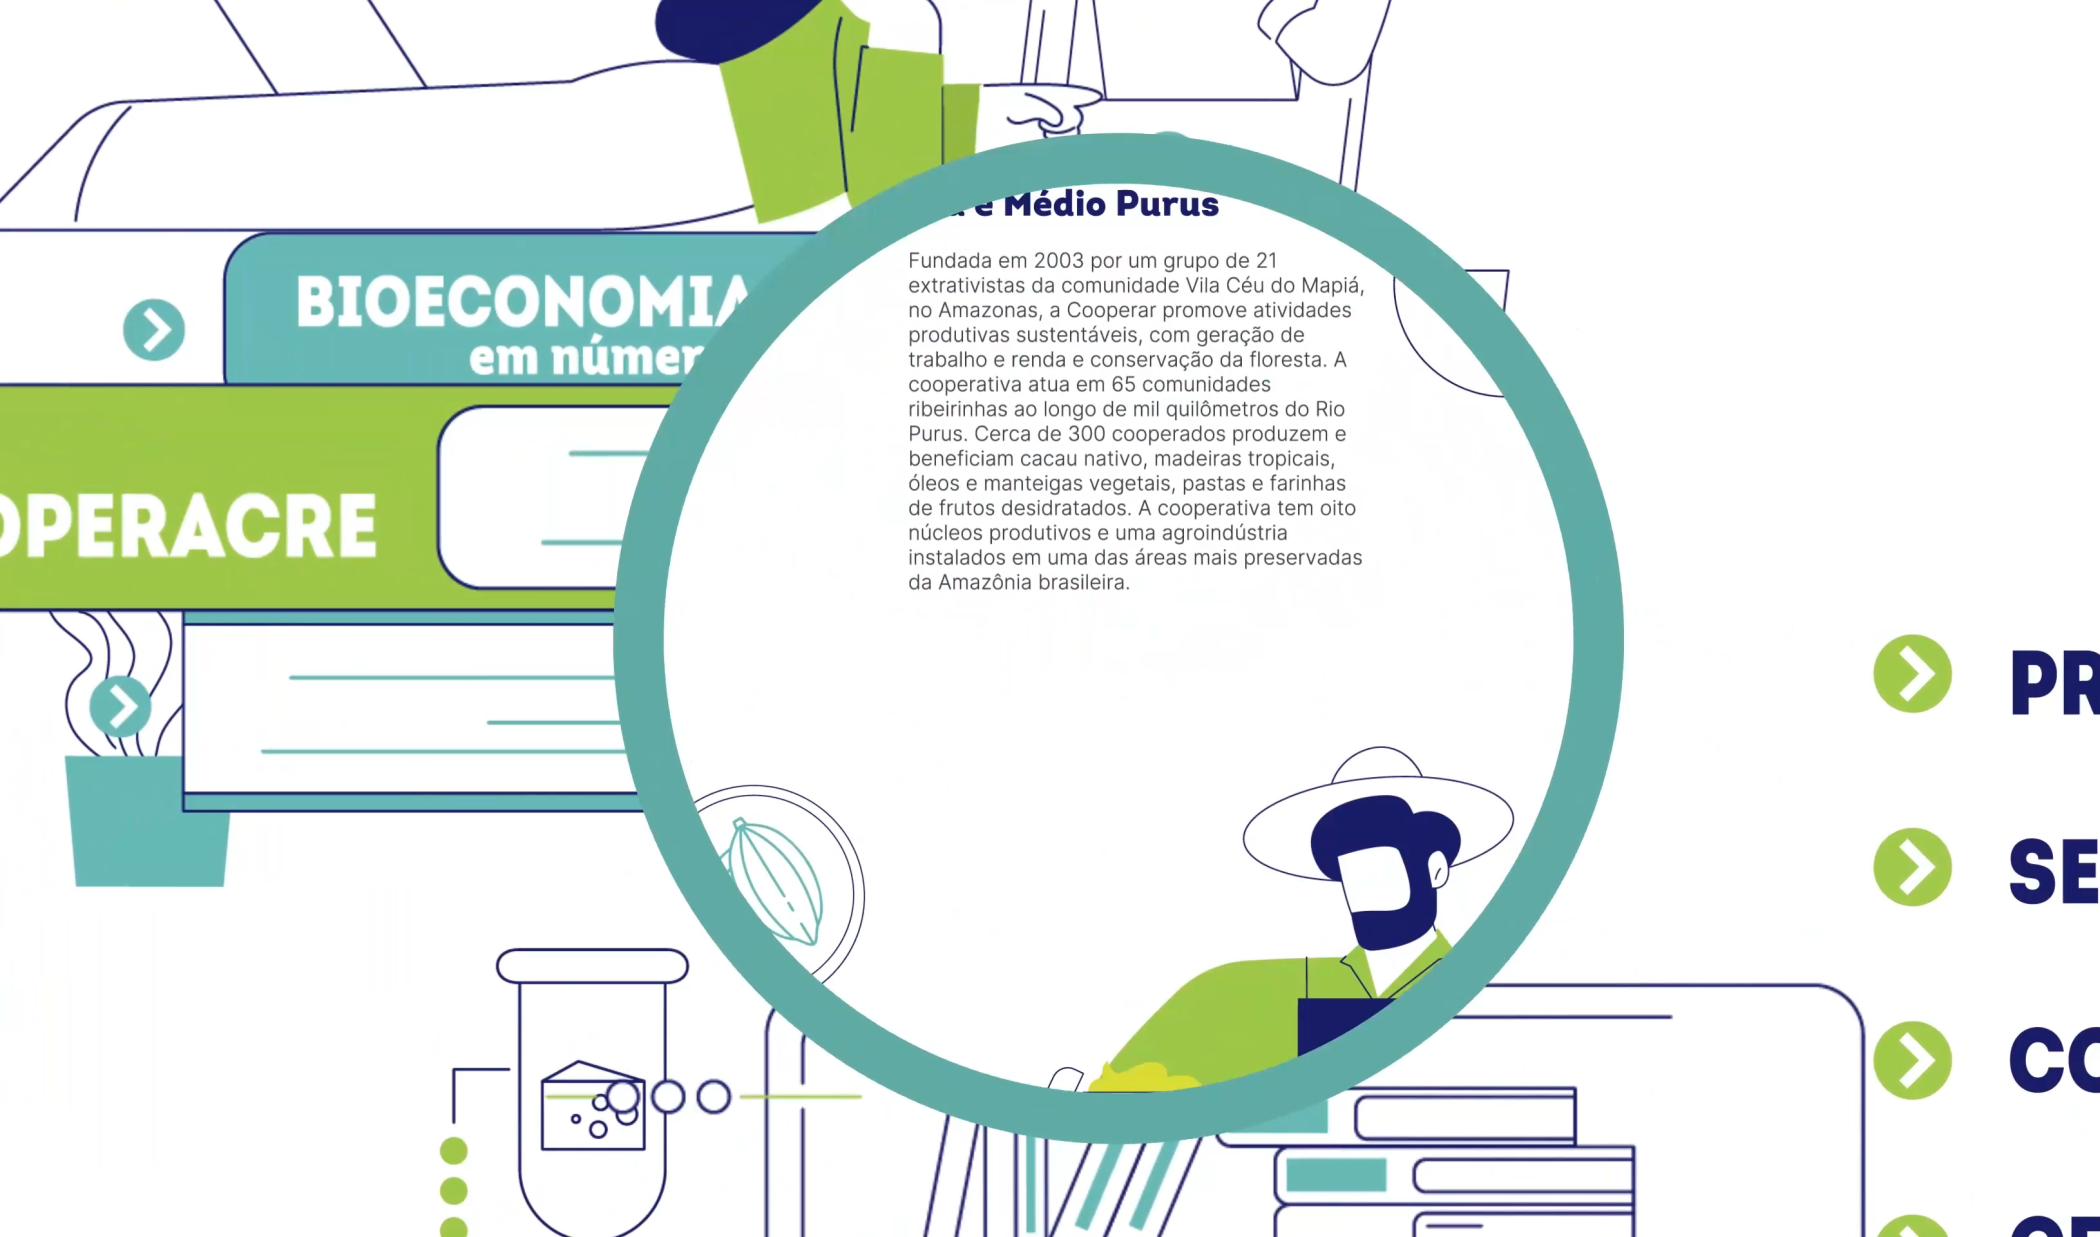 e Médio Purus
Fundada em 2003 por um grupo de 21
extrativistas da comunidade Vila Céu do Mapiá,
no Amazonas, a Cooperar promove atividades
produtivas sustentáveis, com geração de
trabalho e renda e conservação da floresta. A
cooperativa atua em 65 comunidades
ribeirinhas ao longo de mil quilômetros do Rio
Purus. Cerca de 300 cooperados produzem e
beneficiam cacau nativo, madeiras tropicais,
óleos e manteigas vegetais, pastas e farinhas
de frutos desidratados. A cooperativa tem oito
núcleos produtivos e uma agroindústria
instalados em uma das áreas mais preservadas
da Amazônia brasileira.
BIOECONOMIA
em númer
OPERACRE
PR
SE
CO